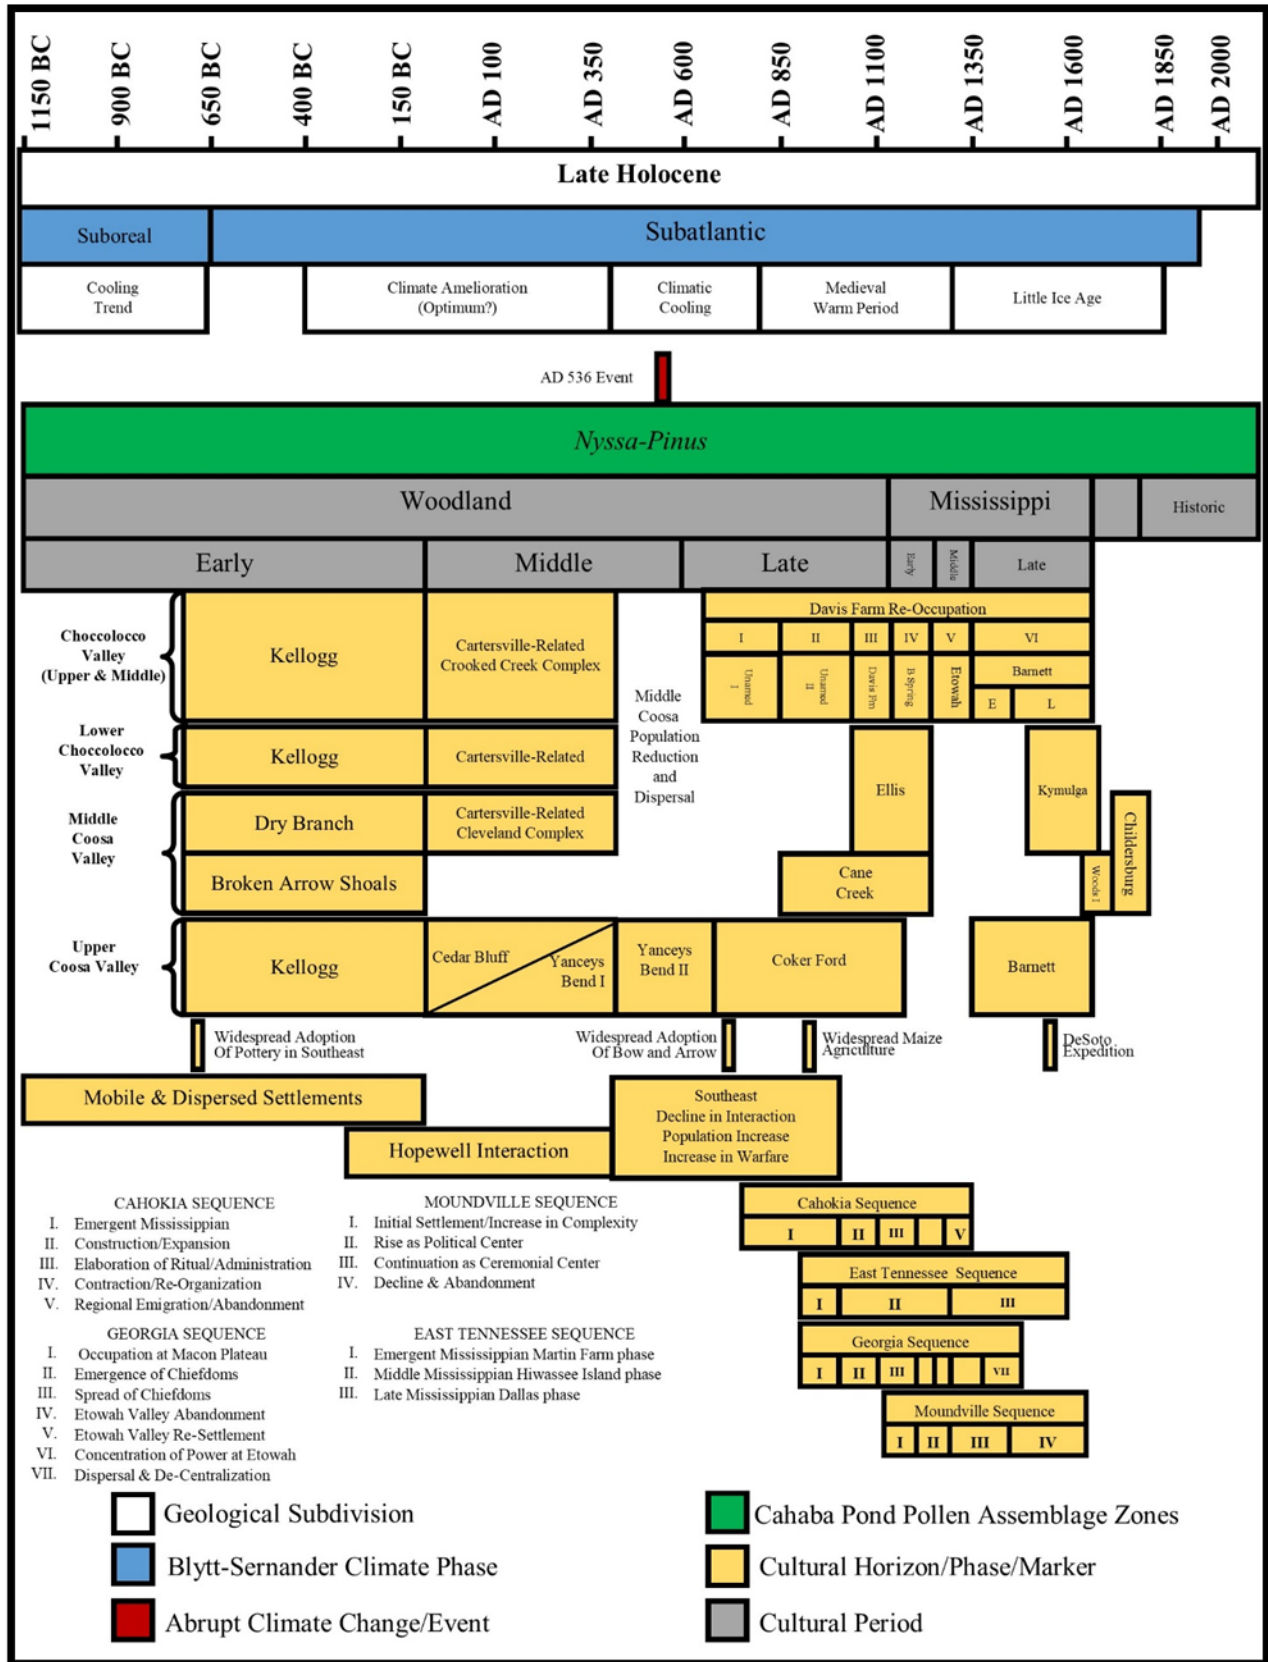 1150 BC
900 BC
650 BC
400 BC
150 BC
AD 100
AD 350
AD 600
AD 850
AD 1100
AD 1350
AD 1600
AD 1850
AD 2000
Late Holocene
Suboreal
Subatlantic
Cooling
Trend
Climate Amelioration
(Optimum?)
Climatic
Cooling
Medieval
Warm Period
Little Ice Age
AD 536 Event
Nyssa-Pinus
Woodland
Mississippi
Historic
Early
Middle
Late
Early
Middle
Late
Choccolocco
Valley
(Upper & Middle)
Kellogg
Cartersville-Related
Crooked Creek Complex
Middle
Coosa
Population
Reduction
and
Dispersal
Davis Farm Re-Occupation
I
II
III
IV
V
VI
Unamed
I
Unamed
II
Davis Fm
B Spring
Etowah
Barnett
E
L
Lower
Choccolocco
Valley
Kellogg
Cartersville-Related
Ellis
Kymulga
Middle
Coosa
Valley
Dry Branch
Cartersville-Related
Cleveland Complex
Childersburg
Broken Arrow Shoals
Cane
Creek
Woods I
Upper
Coosa Valley
Kellogg
Cedar Bluff
Yanceys
Bend I
Yanceys
Bend II
Coker Ford
Barnett
Widespread Adoption
Of Pottery in Southeast
Widespread Adoption
Of Bow and Arrow
Widespread Maize
Agriculture
DeSoto
Expedition
Mobile & Dispersed Settlements
Hopewell Interaction
Southeast
Decline in Interaction
Population Increase
Increase in Warfare
Cahokia Sequence
I
II
III
V
East Tennessee Sequence
I
II
III
Georgia Sequence
I
II
III
VII
Moundville Sequence
I
II
III
IV
CAHOKIA SEQUENCE
I. Emergent Mississippian
II. Construction/Expansion
III. Elaboration of Ritual/Administration
IV. Contraction/Re-Organization
V. Regional Emigration/Abandonment
MOUNDVILLE SEQUENCE
I. Initial Settlement/Increase in Complexity
II. Rise as Political Center
III. Continuation as Ceremonial Center
IV. Decline & Abandonment
GEORGIA SEQUENCE
I. Occupation at Macon Plateau
II. Emergence of Chiefdoms
III. Spread of Chiefdoms
IV. Etowah Valley Abandonment
V. Etowah Valley Re-Settlement
VI. Concentration of Power at Etowah
VII. Dispersal & De-Centralization
EAST TENNESSEE SEQUENCE
I. Emergent Mississippian Martin Farm phase
II. Middle Mississippian Hiwassee Island phase
III. Late Mississippian Dallas phase
Geological Subdivision
Blytt-Sernander Climate Phase
Abrupt Climate Change/Event
Cahaba Pond Pollen Assemblage Zones
Cultural Horizon/Phase/Marker
Cultural Period